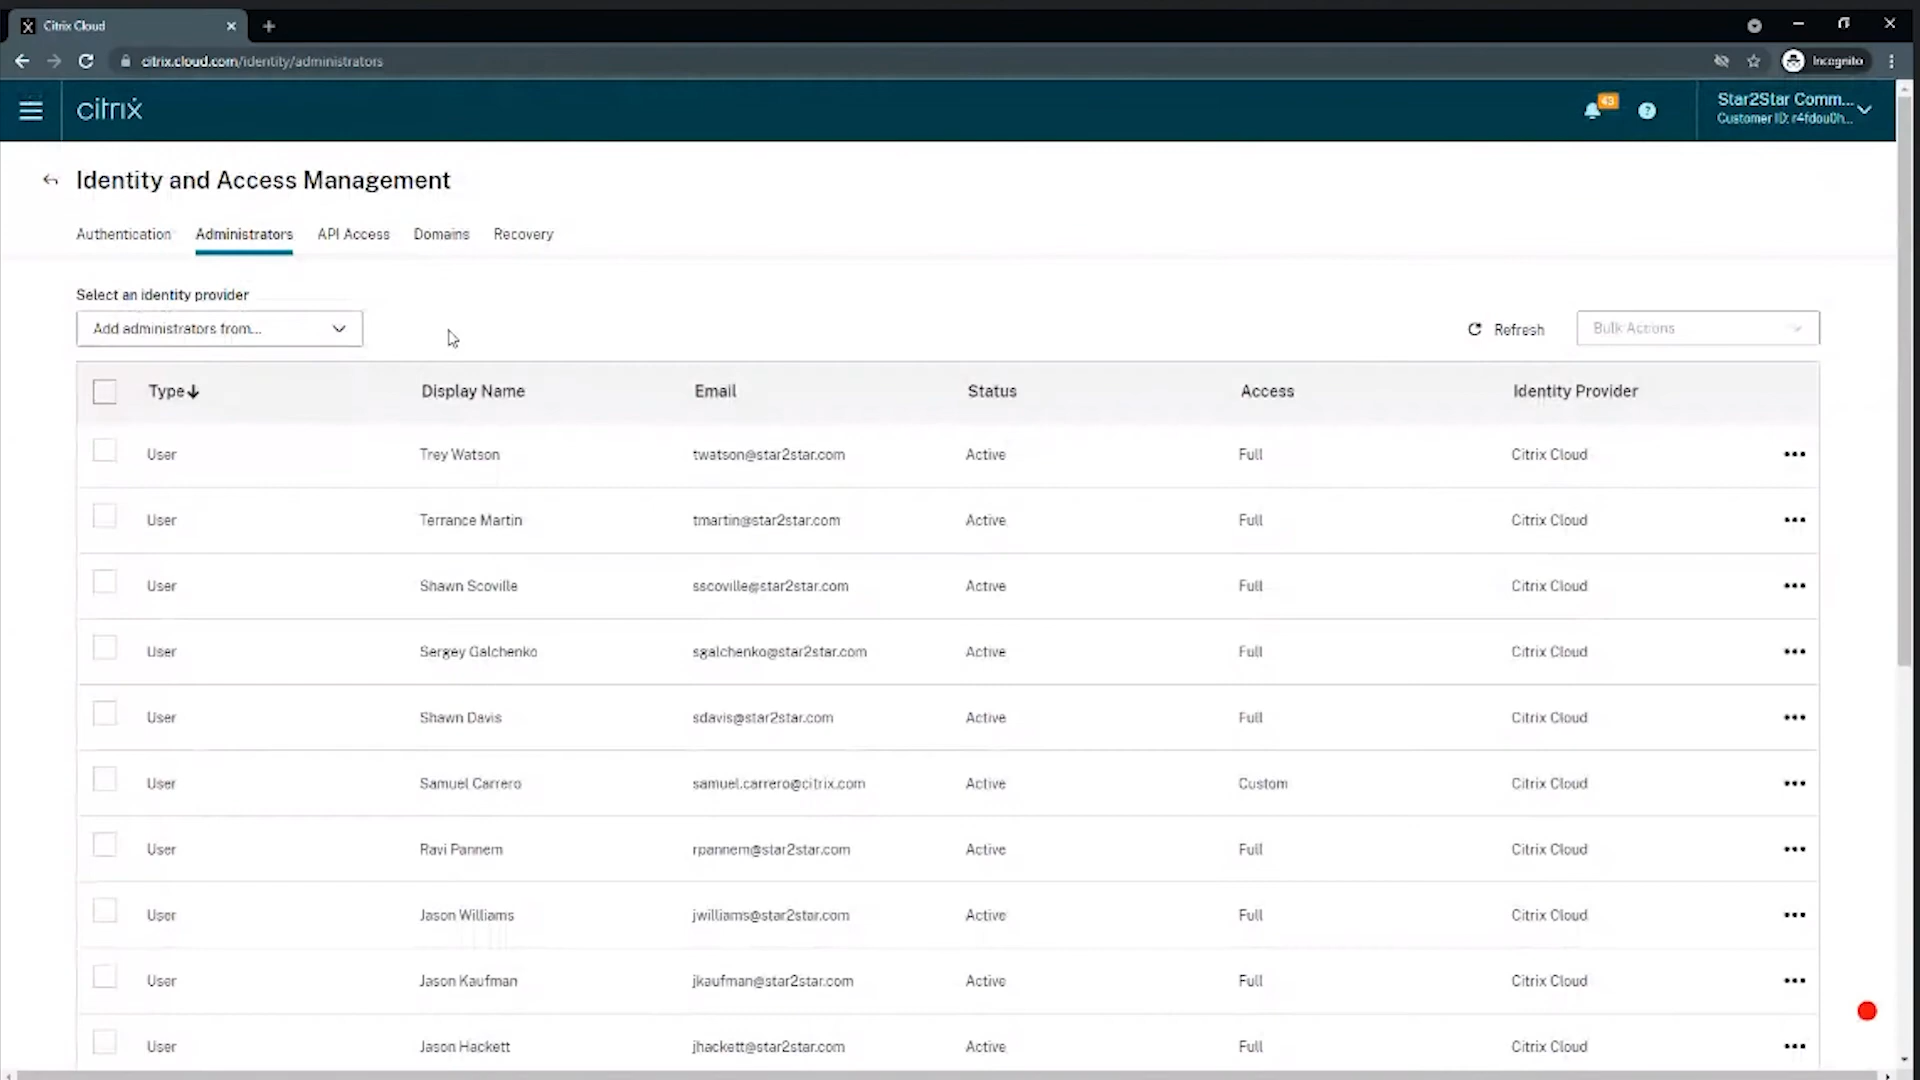 Citrix Cloud
citrix.cloud.com/identity/administrators
Incognito
citrix
43
?
Star2Star Comm...
Customer ID: r4fdou0h...
Identity and Access Management
Authentication Administrators API Access Domains Recovery
Select an identity provider
Add administrators from...
Refresh
Bulk Actions
Type Display Name Email Status Access Identity Provider
User Trey Watson twatson@star2star.com Active Full Citrix Cloud
User Terrance Martin tmartin@star2star.com Active Full Citrix Cloud
User Shawn Scoville sscoville@star2star.com Active Full Citrix Cloud
User Sergey Galchenko sgalchenko@star2star.com Active Full Citrix Cloud
User Shawn Davis sdavis@star2star.com Active Full Citrix Cloud
User Samuel Carrero samuel.carrero@citrix.com Active Custom Citrix Cloud
User Ravi Pannem rpannem@star2star.com Active Full Citrix Cloud
User Jason Williams jwilliams@star2star.com Active Full Citrix Cloud
User Jason Kaufman jkaufman@star2star.com Active Full Citrix Cloud
User Jason Hackett jhackett@star2star.com Active Full Citrix Cloud